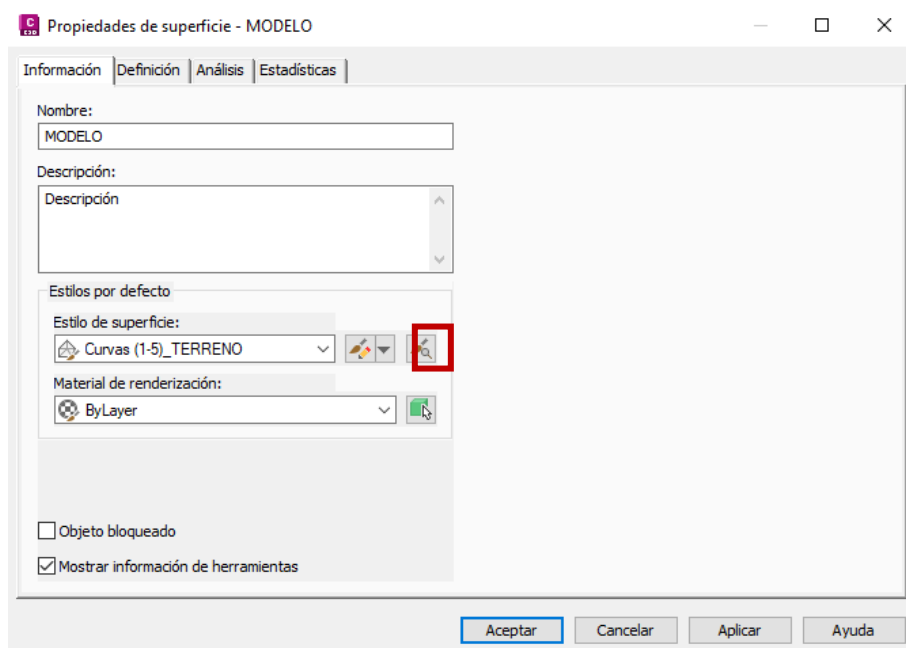 C
C3D
Propiedades de superficie - MODELO
Información Definición Análisis Estadísticas
Nombre:
MODELO
Descripción:
Descripción
Estilos por defecto
Estilo de superficie:
Curvas (1-5)_TERRENO
Material de renderización:
ByLayer
Objeto bloqueado
Mostrar información de herramientas
Aceptar Cancelar Aplicar Ayuda